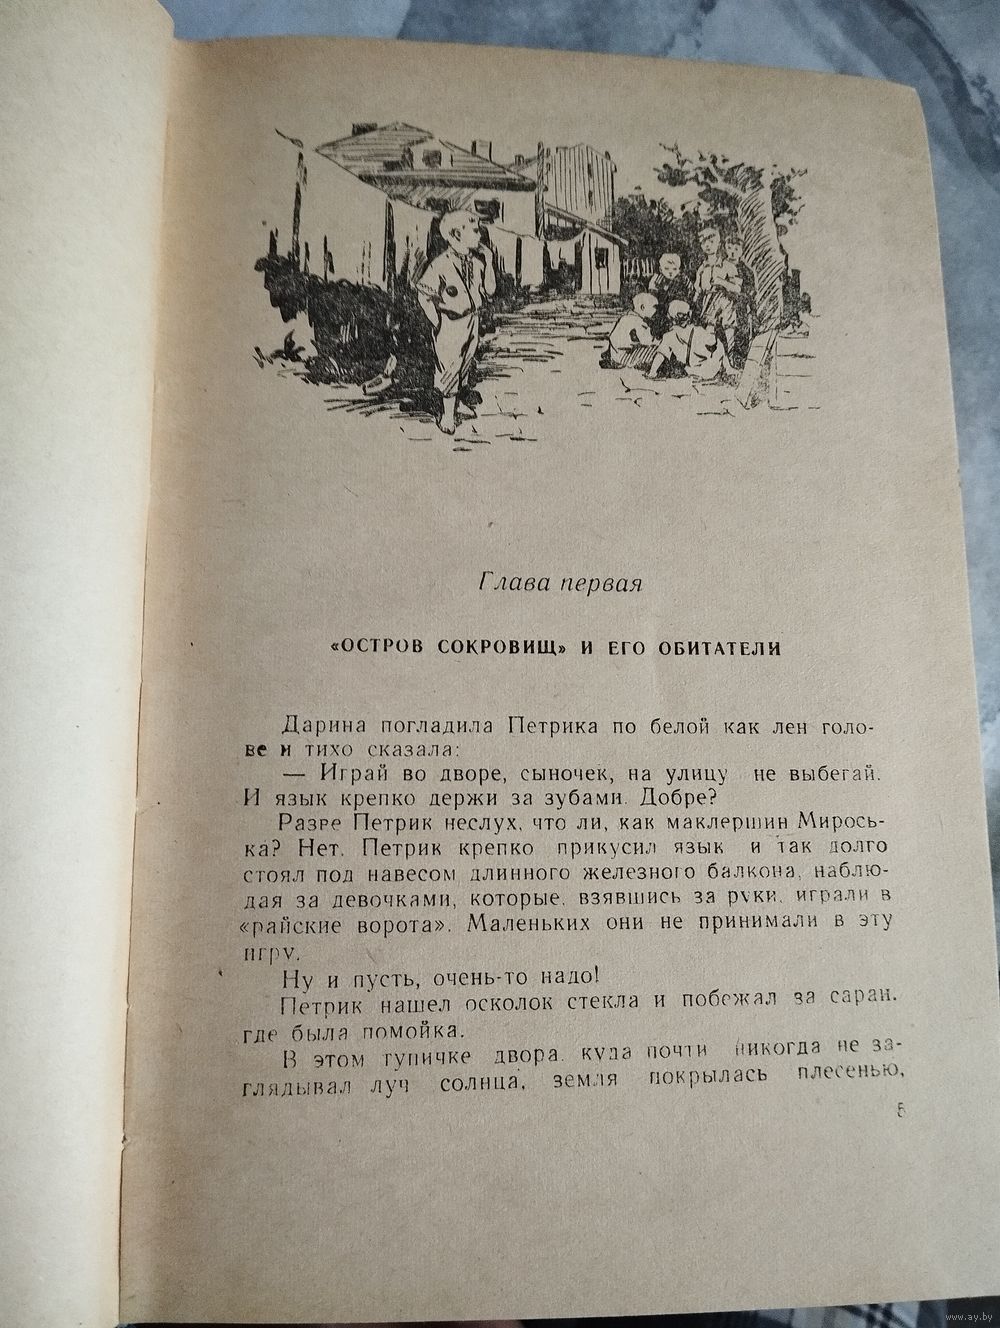 Глава первая
«ОСТРОВ СОКРОВИЩ» И ЕГО ОБИТАТЕЛИ
Дарина погладила Петрика по белой как лен голо-
ве и тихо сказала:
— Играй во дворе, сыночек, на улицу не выбегай.
И язык крепко держи за зубами. Добре?
Разве Петрик неслух, что ли, как маклершин Мирось-
ка? Нет. Петрик крепко прикусил язык и так долго
стоял под навесом длинного железного балкона, наблю-
дая за девочками, которые, взявшись за руки, играли в
«райские ворота». Маленьких они не принимали в эту
игру.
Ну и пусть, очень-то надо!
Петрик нашел осколок стекла и побежал за сараи,
где была помойка.
В этом тупичке двора, куда почти никогда не за-
глядывал луч солнца, земля покрылась плесенью,
5
www.ay.by